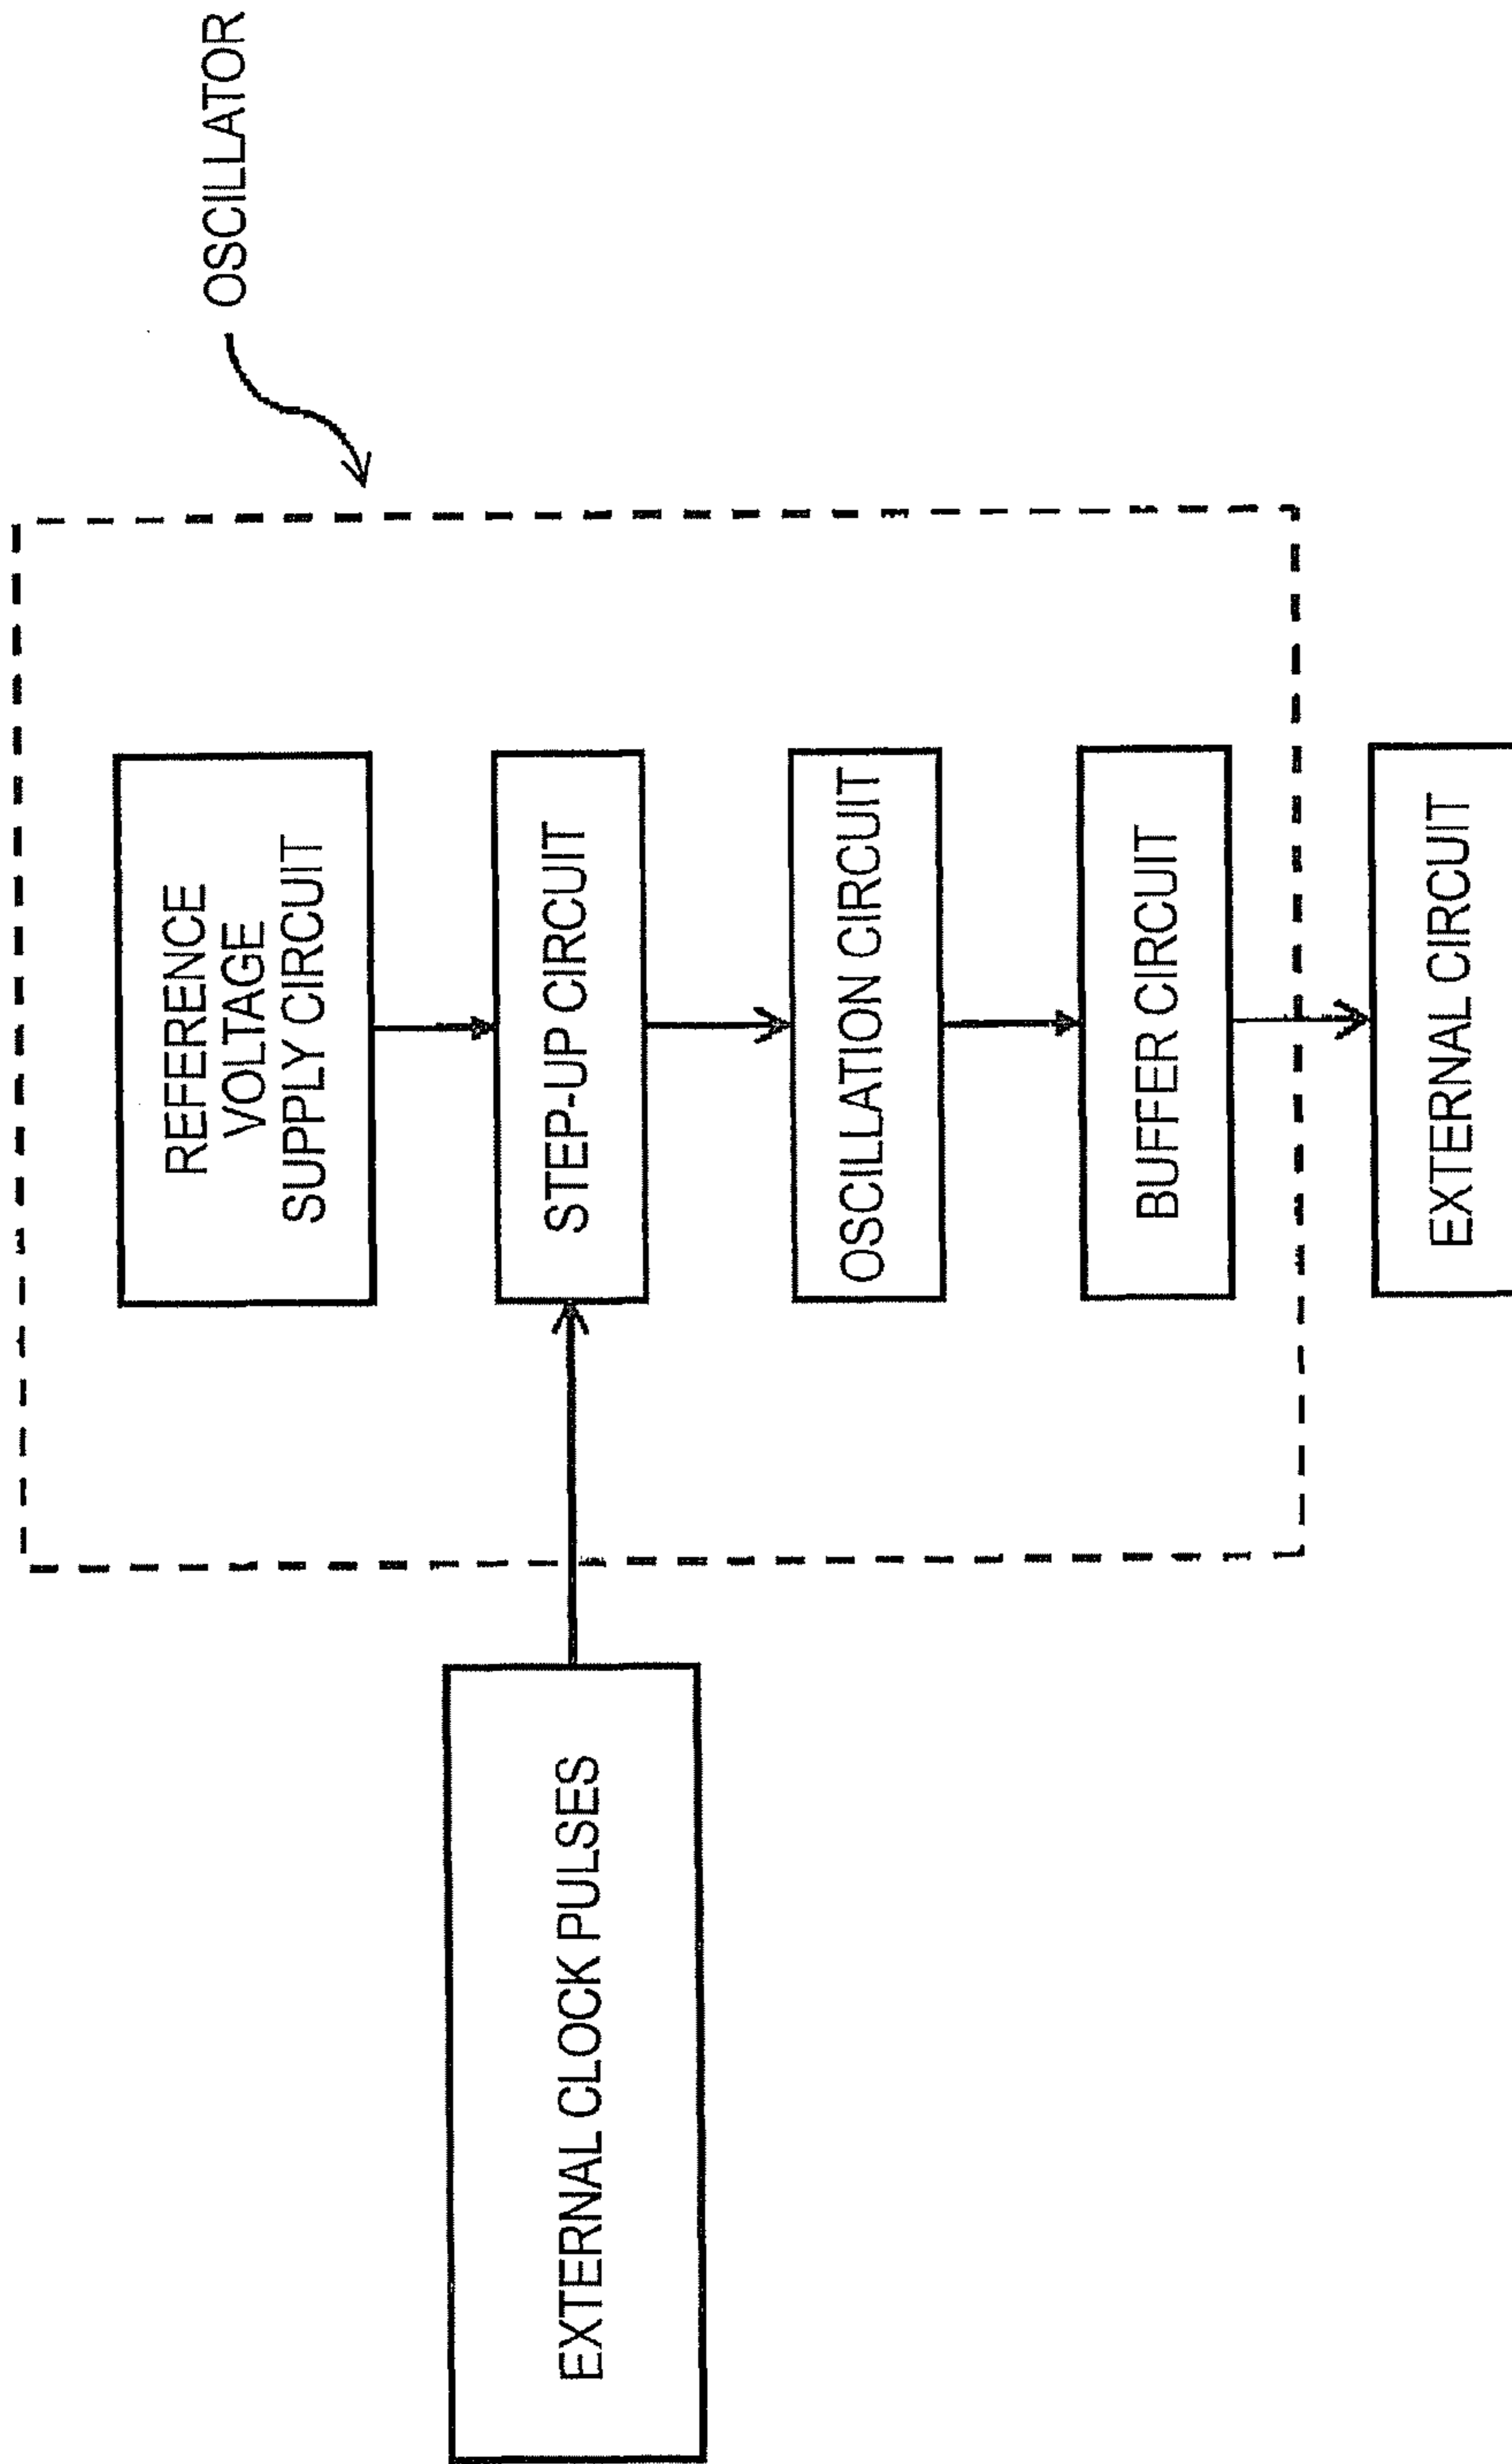 OSCILLATOR
REFERENCE
VOLTAGE
SUPPLY CIRCUIT
STEP-UP CIRCUIT
OSCILLATION CIRCUIT
BUFFER CIRCUIT
EXTERNAL CIRCUIT
EXTERNAL CLOCK PULSES